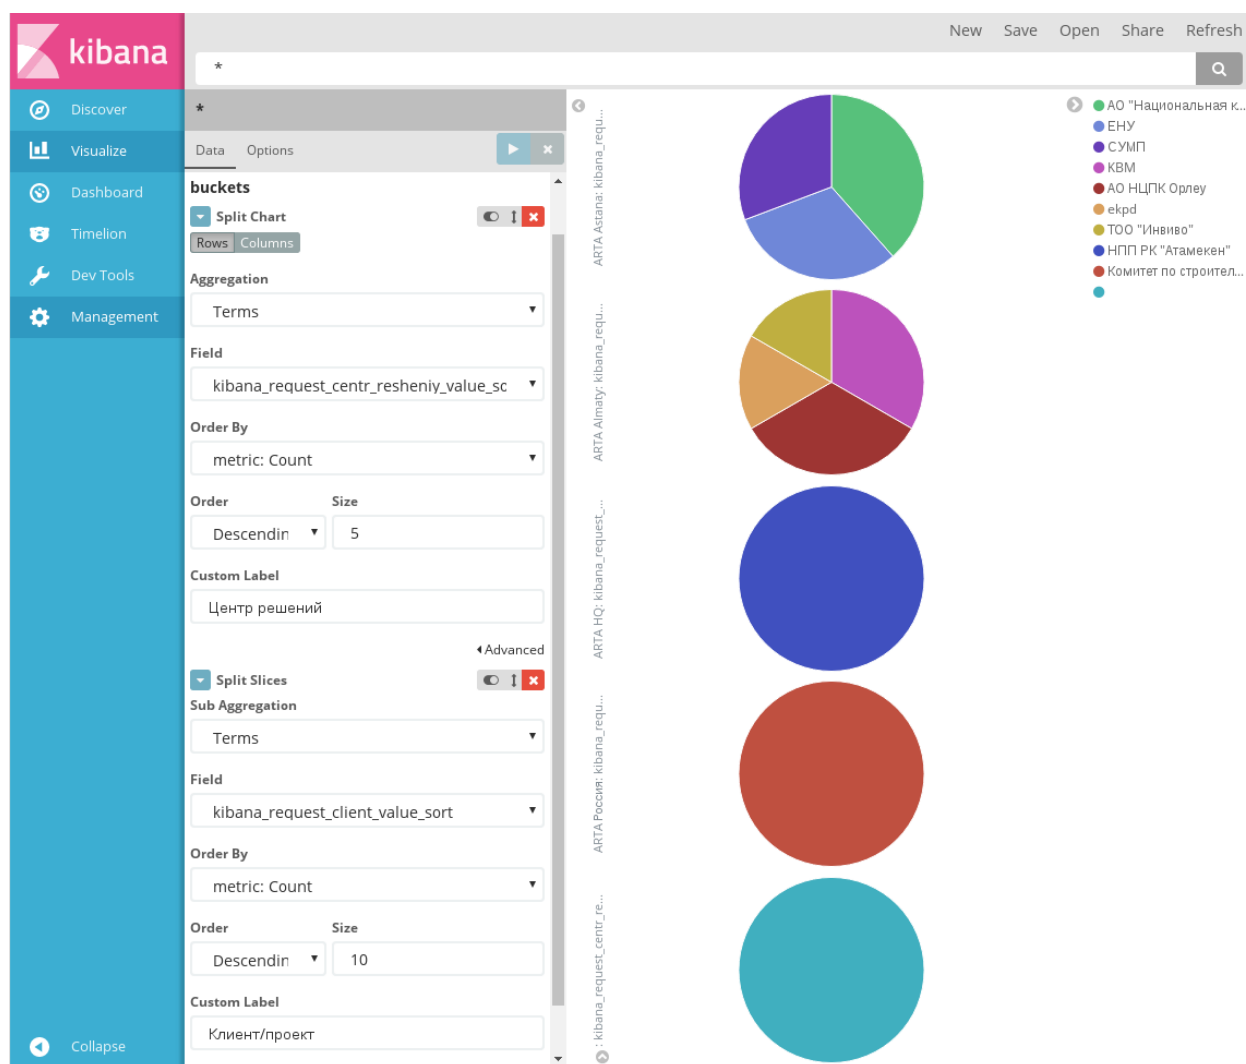 kibana
New Save Open Share Refresh
*
Discover
Visualize
Dashboard
Timelion
Dev Tools
Management
Collapse
*
Data Options
buckets
Split Chart
Rows Columns
Aggregation
Terms
Field
kibana_request_centr_resheniy_value_sc
Order By
metric: Count
Order Size
Descendin 5
Custom Label
Центр решений
Advanced
Split Slices
Sub Aggregation
Terms
Field
kibana_request_client_value_sort
Order By
metric: Count
Order Size
Descendin 10
Custom Label
Клиент/проект
ARTA Astana: kibana_requ...
ARTA Almaty: kibana_requ...
ARTA HQ: kibana_request_...
ARTA Россия: kibana_requ...
: kibana_request_centr_re...
АО "Национальная к...
ЕНУ
СУМП
КВМ
АО НЦПК Орлеу
ekpd
ТОО "Инвиво"
НПП РК "Атамекен"
Комитет по строител...